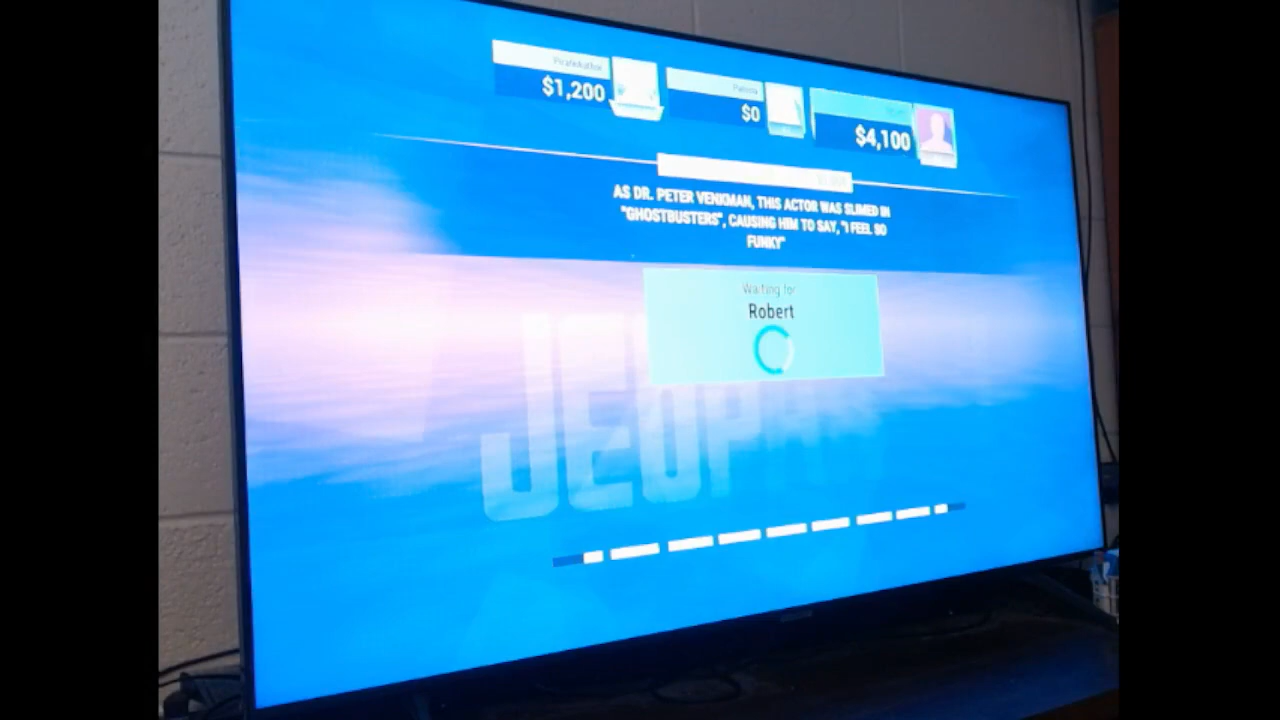 $1,200
$0
$4,100
AS DR. PETER VENKMAN, THIS ACTOR WAS SLIMED IN
"GHOSTBUSTERS", CAUSING HIM TO SAY, "I FEEL SO
FUNKY"
Waiting for
Robert
JEOPAR